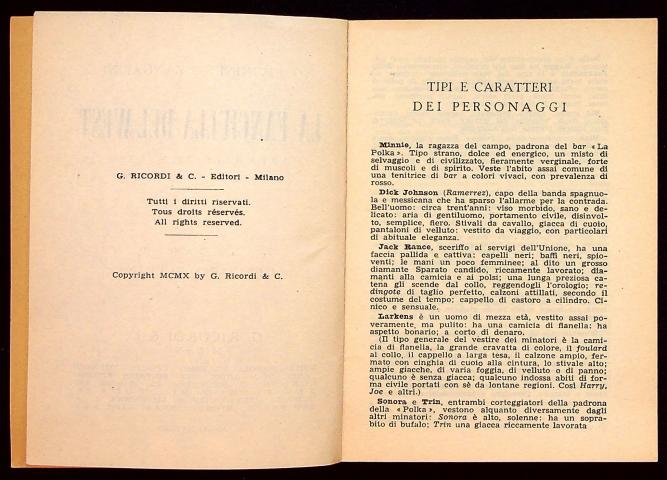 G. RICORDI & C. - Editori - Milano
Tutti i diritti riservati.
Tous droits réservés.
All rights reserved.
Copyright MCMX by G. Ricordi & C.
TIPI E CARATTERI
DEI PERSONAGGI
Minnie, la ragazza del campo, padrona del bar « La
Polka ». Tipo strano, dolce ed energico, un misto di
selvaggio e di civilizzato, fieramente verginale, forte
di muscoli e di spirito. Veste l'abito assai comune di
una tenitrice di bar a colori vivaci, con prevalenza di
rosso.
Dick Johnson (Ramerrez), capo della banda spagnuo-
la e messicana che ha sparso l'allarme per la contrada.
Bell'uomo: circa trent'anni: viso morbido, sano e de-
licato: aria di gentiluomo, portamento civile, disinvol-
to, semplice, fiero. Stivali da cavallo, giacca di cuoio,
pantaloni di velluto: vestito da viaggio, con particolari
di abituale eleganza.
Jack Rance, sceriffo ai servigi dell'Unione, ha una
faccia pallida e cattiva: capelli neri; baffi neri, spio-
venti; le mani un poco femminee; al dito un grosso
diamante Sparato candido, riccamente lavorato; dia-
manti alla camicia e ai polsi; una lunga preziosa ca-
tena gli scende dal collo, reggendogli l'orologio; re-
dingote di taglio perfetto, calzoni attillati, secondo il
costume del tempo; cappello di castoro a cilindro. Ci-
nico e sensuale.
Larkens è un uomo di mezza età, vestito assai po-
veramente, ma pulito: ha una camicia di flanella: ha
aspetto bonario; a corto di denaro.
(Il tipo generale del vestire dei minatori è la cami-
cia di flanella, la grande cravatta di colore, il foulard
al collo, il cappello a larga tesa, il calzone ampio, fer-
mato con cinghia di cuoio alla cintura, lo stivale alto;
ampie giacche, di varia foggia, di velluto o di panno;
qualcuno è senza giacca; qualcuno indossa abiti di for-
ma civile portati con sè da lontane regioni. Così Harry,
Joe e altri.)
Sonora e Trin, entrambi corteggiatori della padrona
della « Polka », vestono alquanto diversamente dagli
altri minatori: Sonora è alto, solenne: ha un sopra-
bito di bufalo; Trin una giacca riccamente lavorata